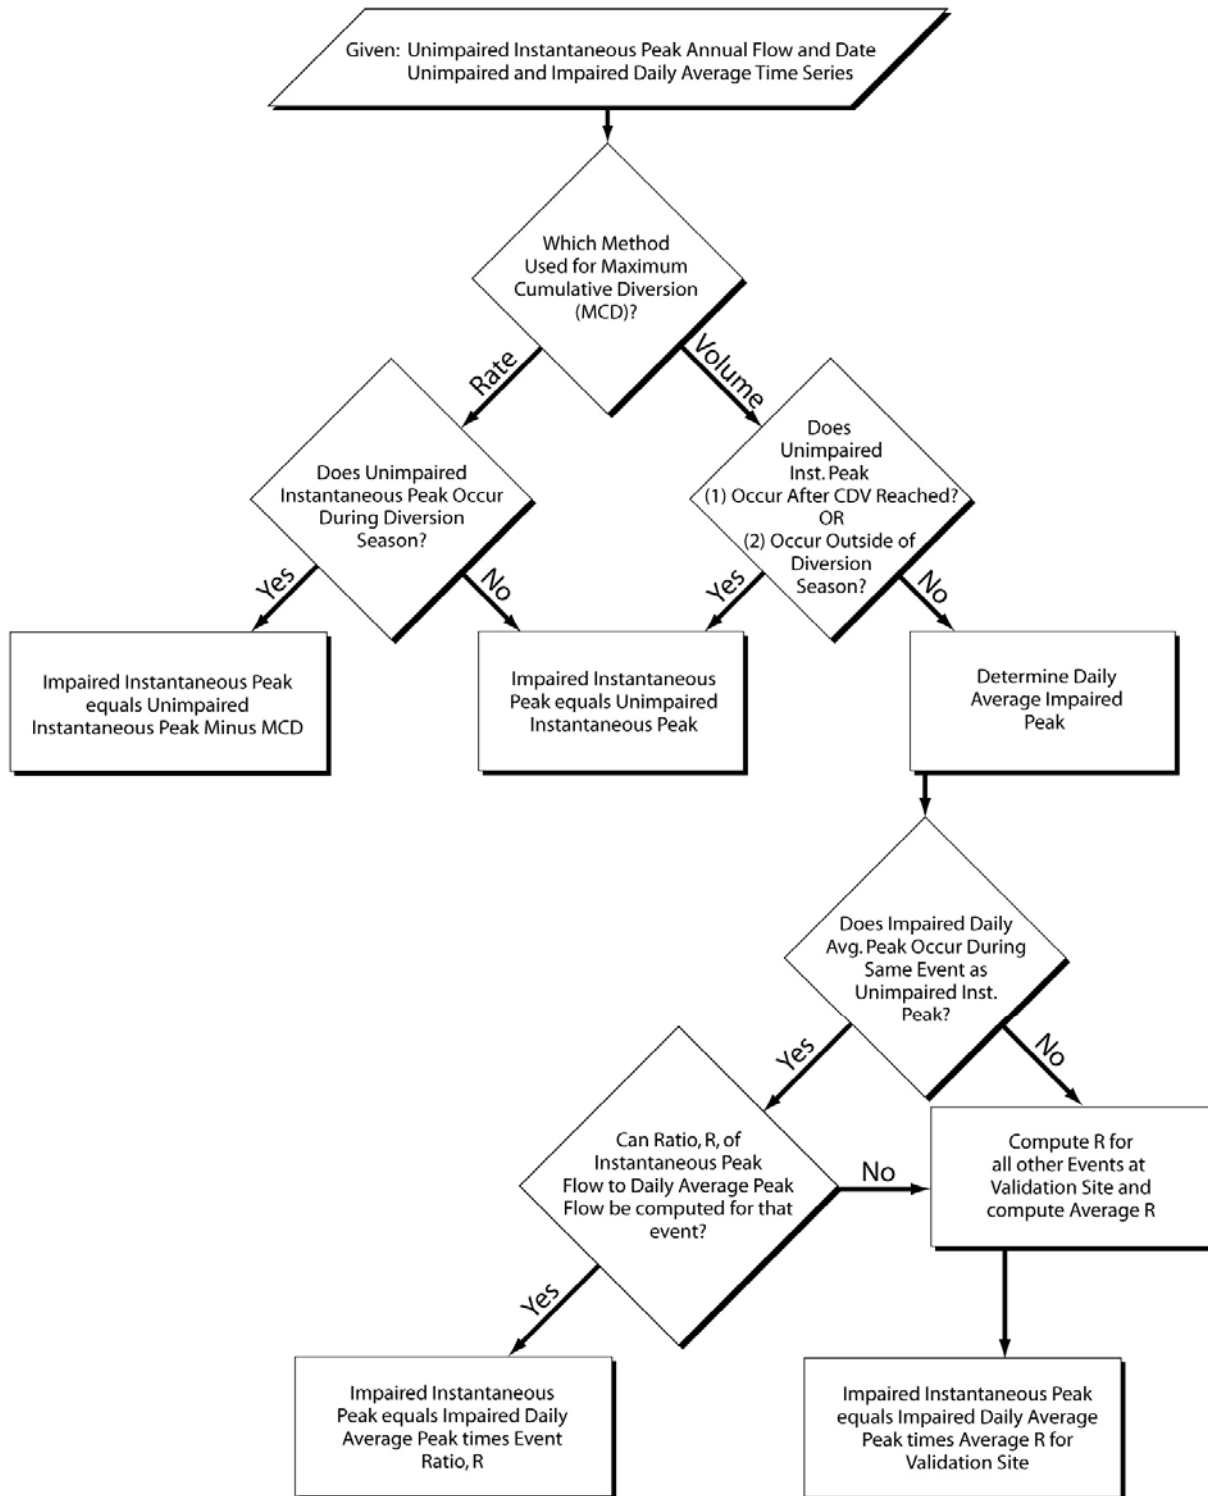 Given: Unimpaired Instantaneous Peak Annual Flow and Date
Unimpaired and Impaired Daily Average Time Series
Which Method
Used for Maximum
Cumulative Diversion
(MCD)?
Rate
Volume
Does Unimpaired
Instantaneous Peak Occur
During Diversion
Season?
Does
Unimpaired
Inst. Peak
(1) Occur After CDV Reached?
OR
(2) Occur Outside of
Diversion
Season?
Yes
No
Yes
No
Impaired Instantaneous Peak
equals Unimpaired
Instantaneous Peak Minus MCD
Impaired Instantaneous
Peak equals Unimpaired
Instantaneous Peak
Determine Daily
Average Impaired
Peak
Does Impaired Daily
Avg. Peak Occur During
Same Event as
Unimpaired Inst.
Peak?
Yes
No
Can Ratio, R, of
Instantaneous Peak
Flow to Daily Average Peak
Flow be computed for that
event?
No
Compute R for
all other Events at
Validation Site and
compute Average R
Yes
Impaired Instantaneous
Peak equals Impaired Daily
Average Peak times Event
Ratio, R
Impaired Instantaneous Peak
equals Impaired Daily Average
Peak times Average R for
Validation Site